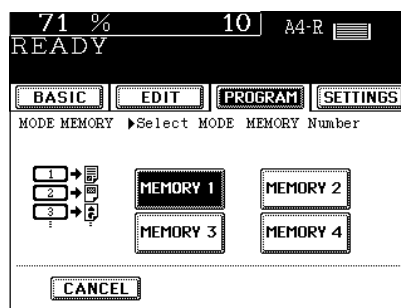 71 % 10 A4-R
READY
BASIC EDIT PROGRAM SETTINGS
MODE MEMORY ▶Select MODE MEMORY Number
1
2
3
MEMORY 1 MEMORY 2
MEMORY 3 MEMORY 4
CANCEL